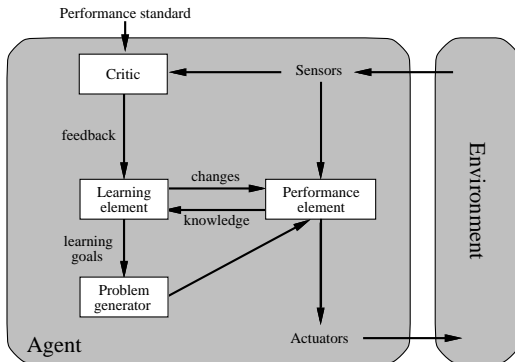 Performance standard
Critic
Sensors
feedback
changes
Learning
element
Performance
element
knowledge
learning
goals
Problem
generator
Agent
Actuators
Environment